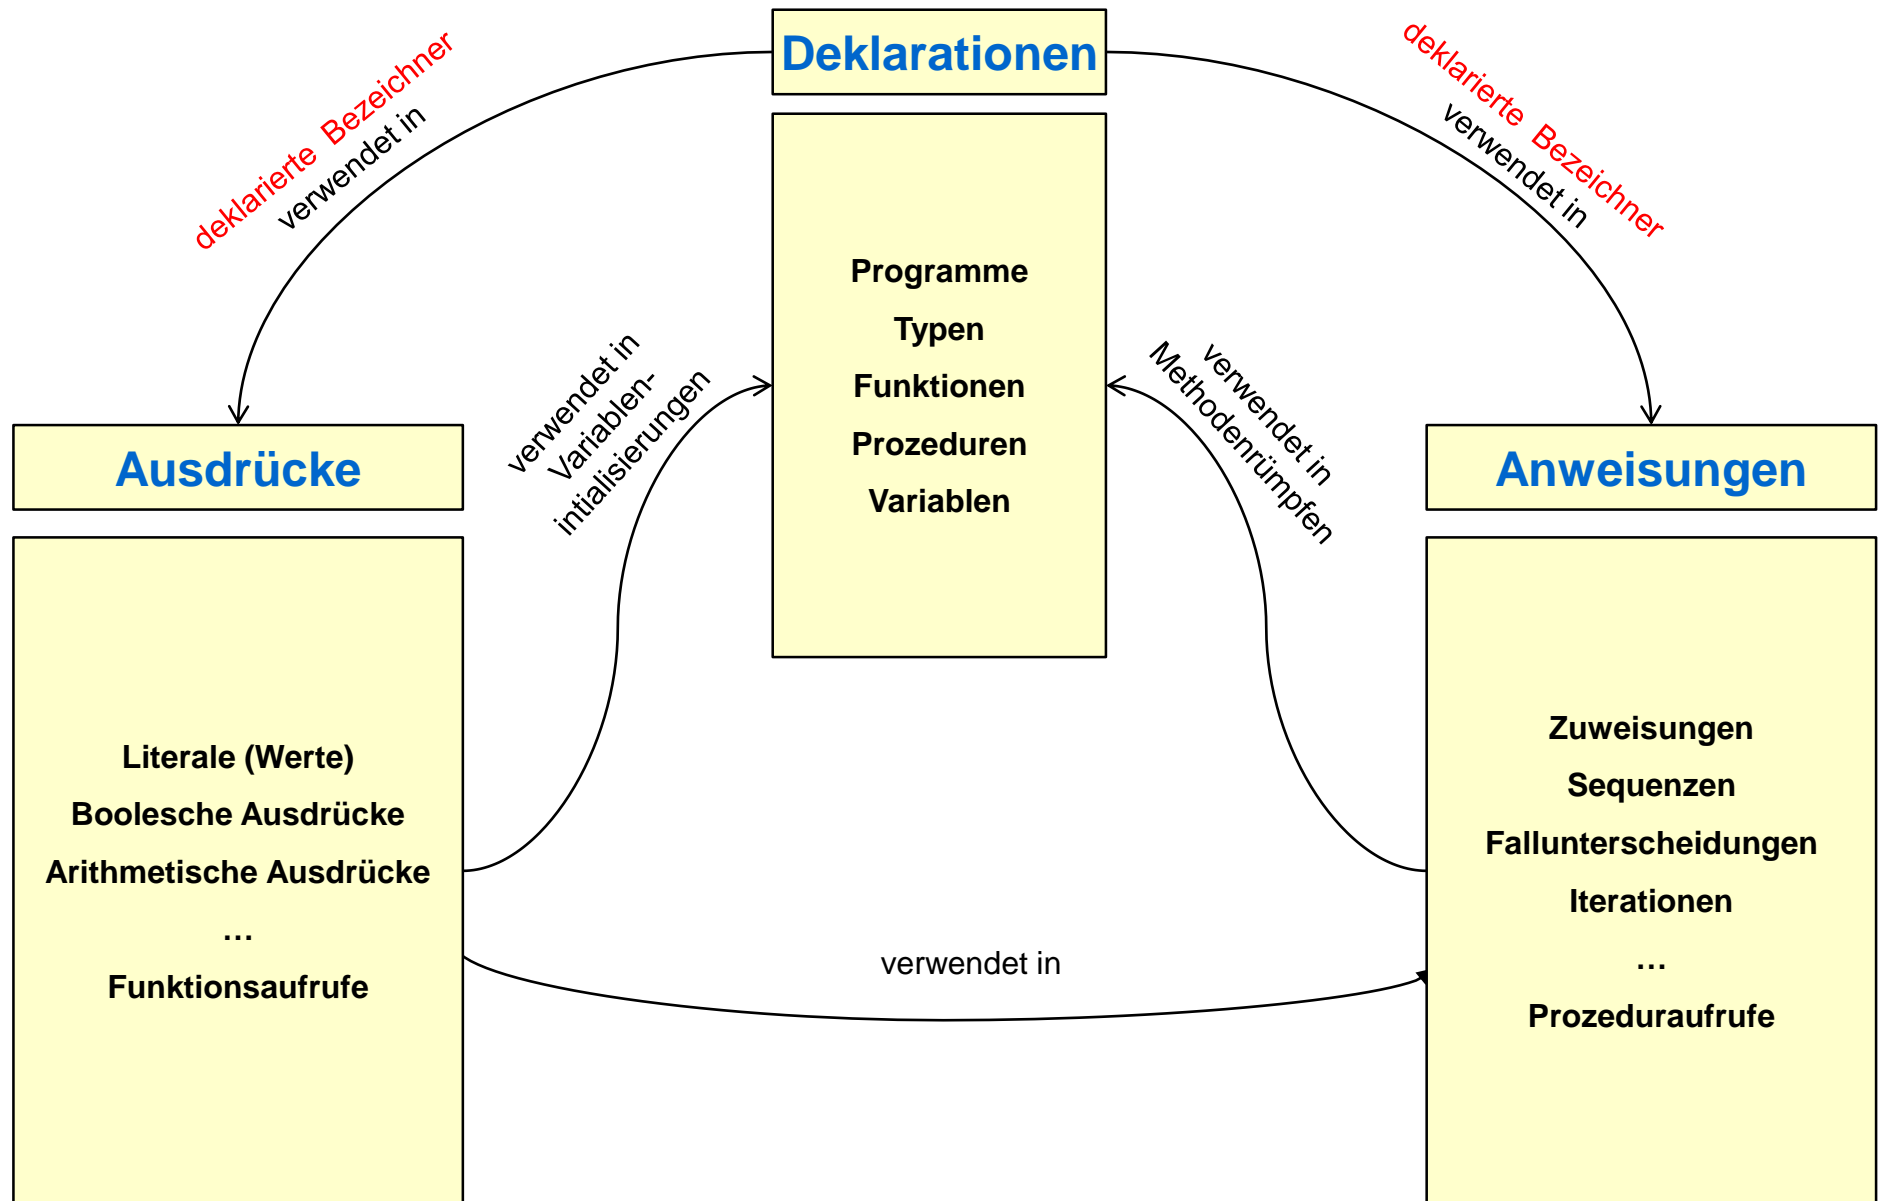 Deklarationen
deklarierte Bezeichner
verwendet in
deklarierte Bezeichner
verwendet in
Programme
Typen
Funktionen
Prozeduren
Variablen
verwendet in
Variablen-
intialisierungen
verwendet in
Methodenrümpfen
Ausdrücke
Anweisungen
Literale (Werte)
Boolesche Ausdrücke
Arithmetische Ausdrücke
…
Funktionsaufrufe
verwendet in
Zuweisungen
Sequenzen
Fallunterscheidungen
Iterationen
…
Prozeduraufrufe